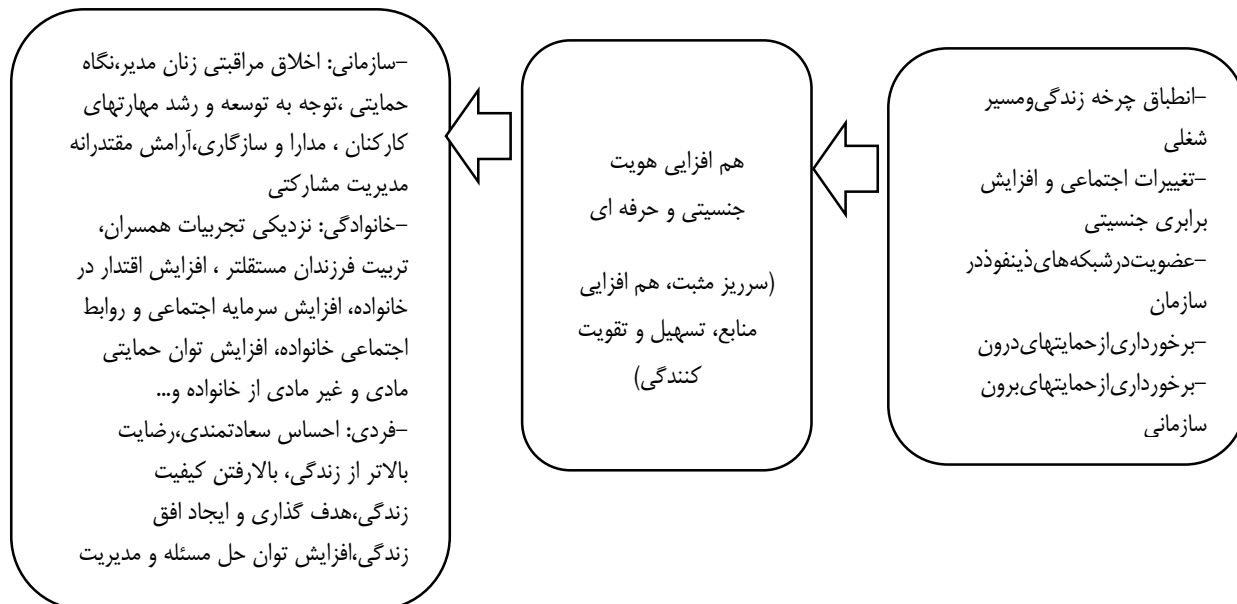 -انطباق چرخه زندگی‌ومسیر
شغلی
-تغییرات اجتماعی و افزایش
برابری جنسیتی
-عضویت‌درشبکه‌های‌ذینفوذدر
سازمان
-برخورداری‌ازحمایتهای‌درون
-برخورداری‌ازحمایتهای‌برون
سازمانی
هم افزایی هویت
جنسیتی و حرفه ای
(سرریز مثبت، هم افزایی
منابع، تسهیل و تقویت
کنندگی)
-سازمانی: اخلاق مراقبتی زنان مدیر،نگاه
حمایتی ،توجه به توسعه و رشد مهارتهای
کارکنان ، مدارا و سازگاری،آرامش مقتدرانه
مدیریت مشارکتی
-خانوادگی: نزدیکی تجربیات همسران،
تربیت فرزندان مستقلتر ، افزایش اقتدار در
خانواده، افزایش سرمایه اجتماعی و روابط
اجتماعی خانواده، افزایش توان حمایتی
مادی و غیر مادی از خانواده و...
-فردی: احساس سعادتمندی،رضایت
بالاتر از زندگی، بالارفتن کیفیت
زندگی،هدف گذاری و ایجاد افق
زندگی،افزایش توان حل مسئله و مدیریت